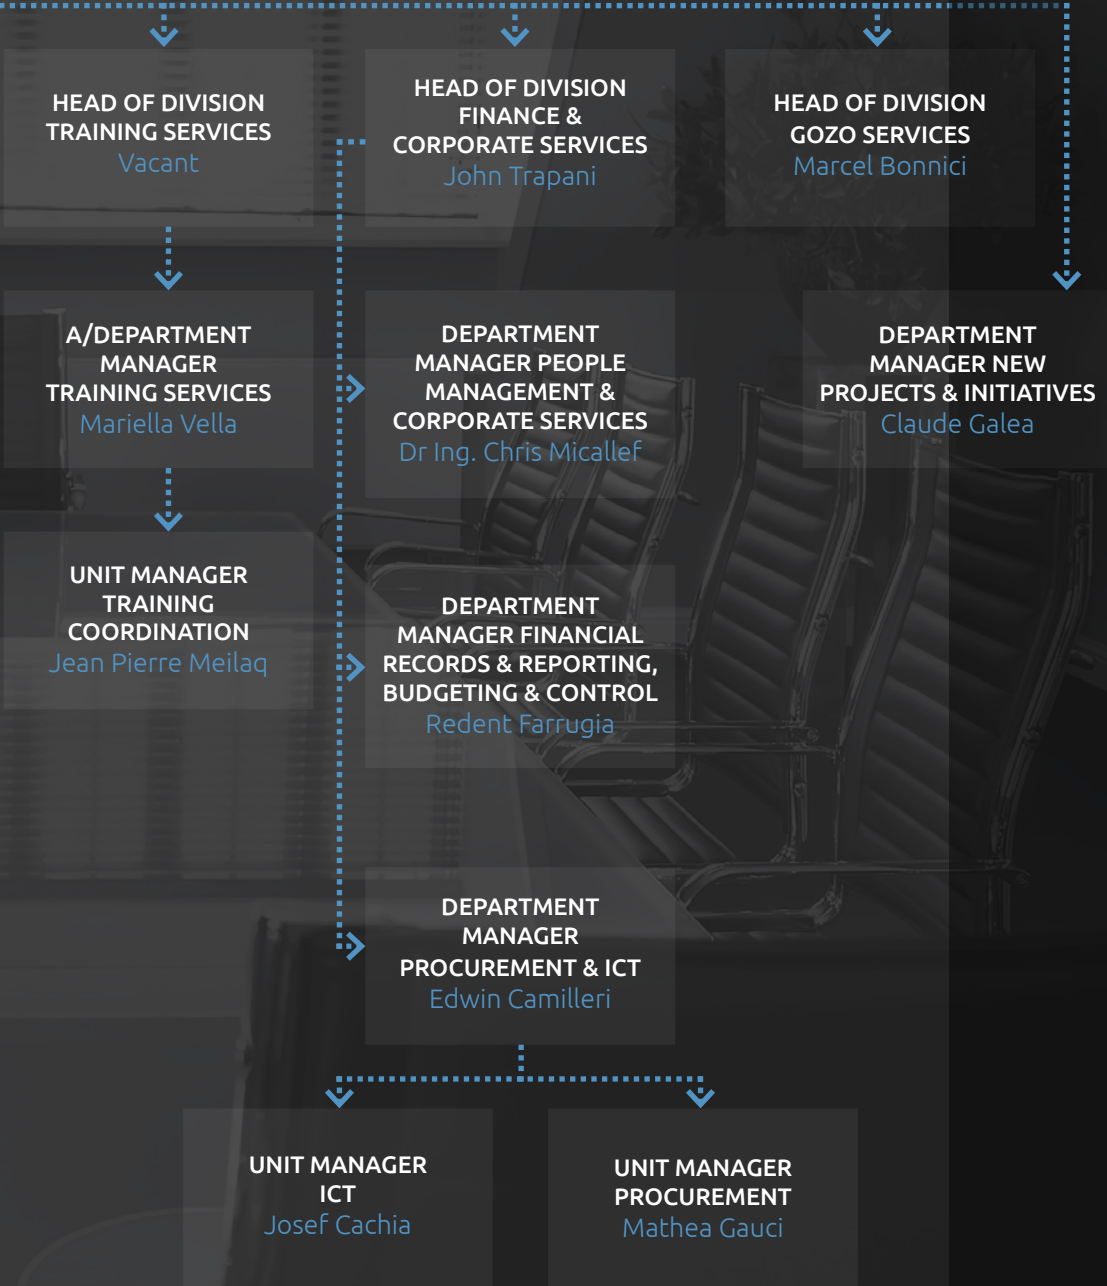 HEAD OF DIVISION
TRAINING SERVICES
Vacant
HEAD OF DIVISION
FINANCE &
CORPORATE SERVICES
John Trapani
HEAD OF DIVISION
GOZO SERVICES
Marcel Bonnici
A/DEPARTMENT
MANAGER
TRAINING SERVICES
Mariella Vella
DEPARTMENT
MANAGER PEOPLE
MANAGEMENT &
CORPORATE SERVICES
Dr Ing. Chris Micallef
DEPARTMENT
MANAGER NEW
PROJECTS & INITIATIVES
Claude Galea
UNIT MANAGER
TRAINING
COORDINATION
Jean Pierre Meilaq
DEPARTMENT
MANAGER FINANCIAL
RECORDS & REPORTING,
BUDGETING & CONTROL
Redent Farrugia
DEPARTMENT
MANAGER
PROCUREMENT & ICT
Edwin Camilleri
UNIT MANAGER
ICT
Josef Cachia
UNIT MANAGER
PROCUREMENT
Mathea Gauci